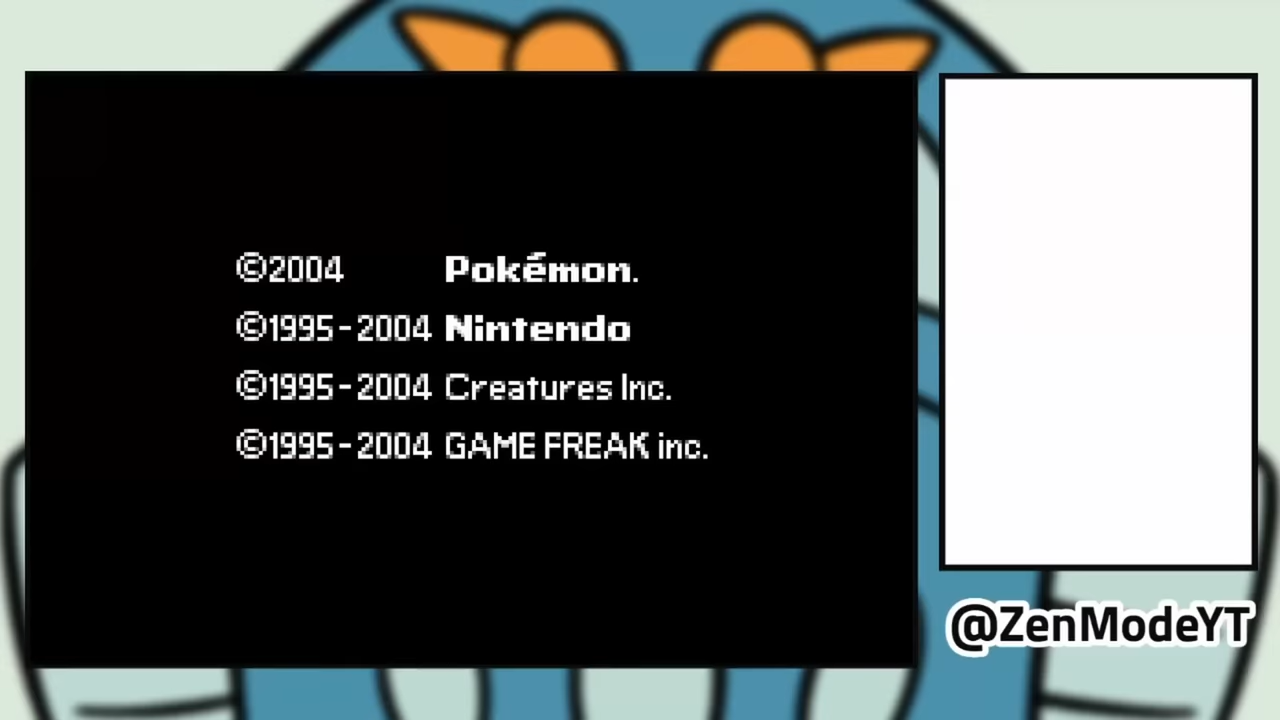 ©2004 Pokémon.
©1995-2004 Nintendo
©1995-2004 Creatures Inc.
©1995-2004 GAME FREAK inc.
@ZenModeYT